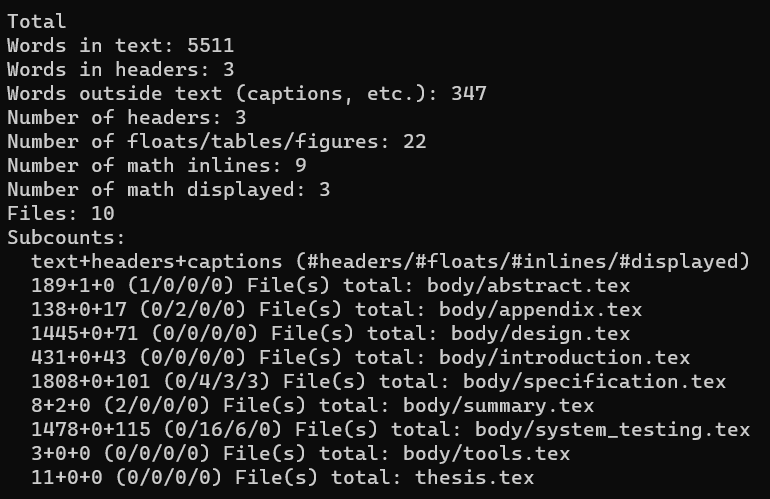 Total
Words in text: 5511
Words in headers: 3
Words outside text (captions, etc.): 347
Number of headers: 3
Number of floats/tables/figures: 22
Number of math inlines: 9
Number of math displayed: 3
Files: 10
Subcounts:
  text+headers+captions (#headers/#floats/#inlines/#displayed)
  189+1+0 (1/0/0/0) File(s) total: body/abstract.tex
  138+0+17 (0/2/0/0) File(s) total: body/appendix.tex
  1445+0+71 (0/0/0/0) File(s) total: body/design.tex
  431+0+43 (0/0/0/0) File(s) total: body/introduction.tex
  1808+0+101 (0/4/3/3) File(s) total: body/specification.tex
  8+2+0 (2/0/0/0) File(s) total: body/summary.tex
  1478+0+115 (0/16/6/0) File(s) total: body/system_testing.tex
  3+0+0 (0/0/0/0) File(s) total: body/tools.tex
  11+0+0 (0/0/0/0) File(s) total: thesis.tex